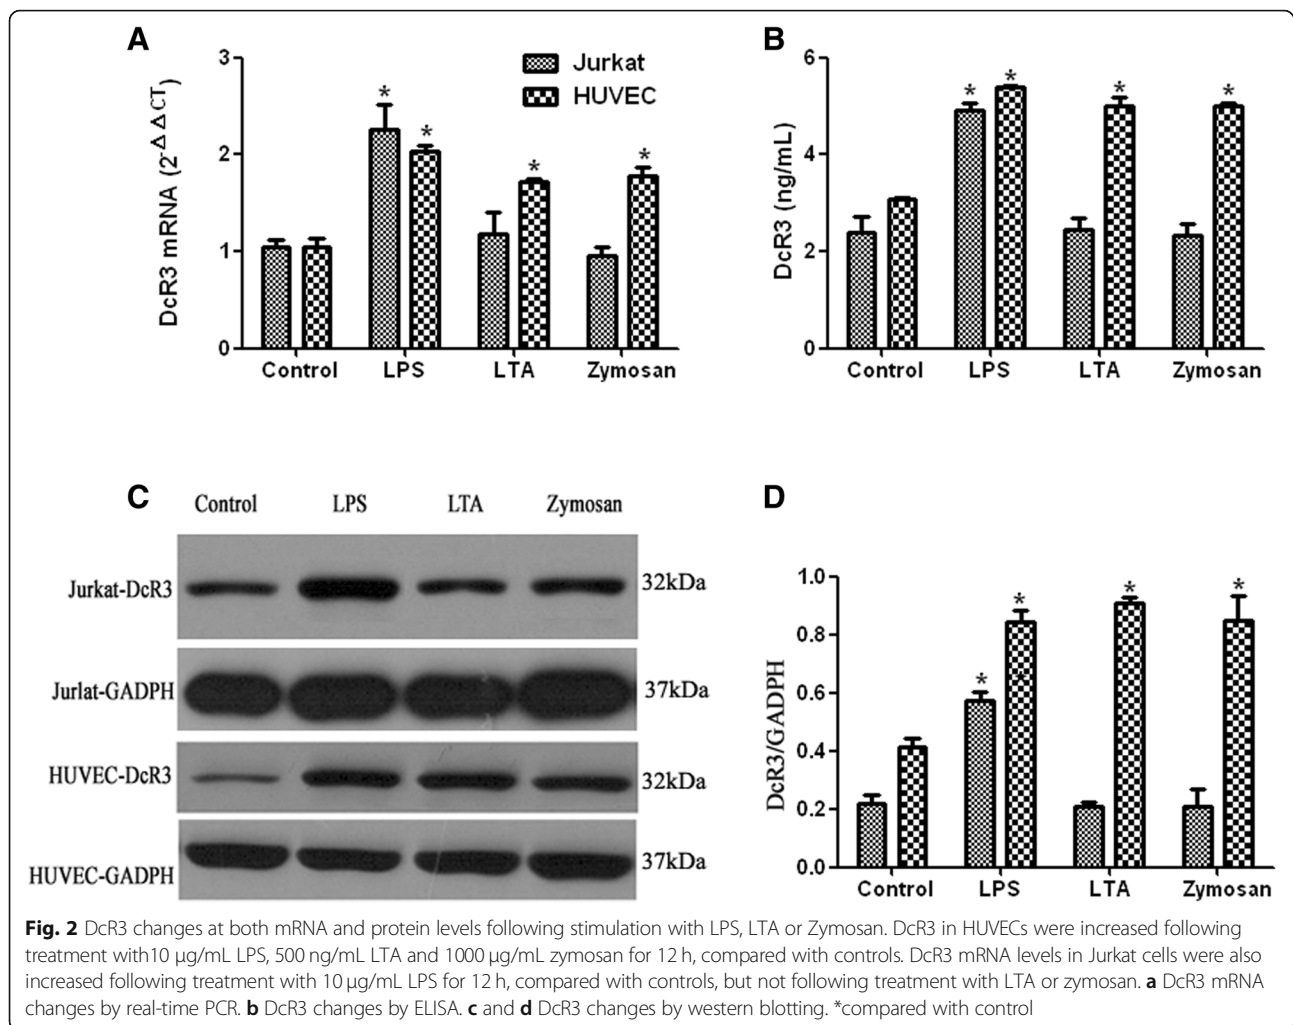 A
DcR3 mRNA (2-ΔΔCT)
3
2
1
0
Jurkat
HUVEC
*
*
*
*
Control LPS LTA Zymosan
B
DcR3 (ng/mL)
6
4
2
0
*
*
*
*
Control LPS LTA Zymosan
C
Control LPS LTA Zymosan
Jurkat-DcR3 32kDa
Jurlat-GADPH 37kDa
HUVEC-DcR3 32kDa
HUVEC-GADPH 37kDa
D
DcR3/GADPH
1.0
0.8
0.6
0.4
0.2
0.0
*
*
*
*
Control LPS LTA Zymosan
Fig. 2 DcR3 changes at both mRNA and protein levels following stimulation with LPS, LTA or Zymosan. DcR3 in HUVECs were increased following
treatment with10 μg/mL LPS, 500 ng/mL LTA and 1000 μg/mL zymosan for 12 h, compared with controls. DcR3 mRNA levels in Jurkat cells were also
increased following treatment with 10 μg/mL LPS for 12 h, compared with controls, but not following treatment with LTA or zymosan. a DcR3 mRNA
changes by real-time PCR. b DcR3 changes by ELISA. c and d DcR3 changes by western blotting. *compared with control